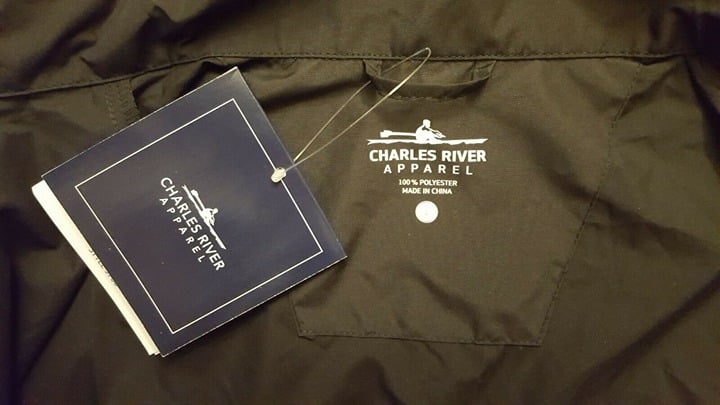 CHARLES RIVER
APPAREL
CHARLES RIVER
APPAREL
100% POLYESTER
MADE IN CHINA